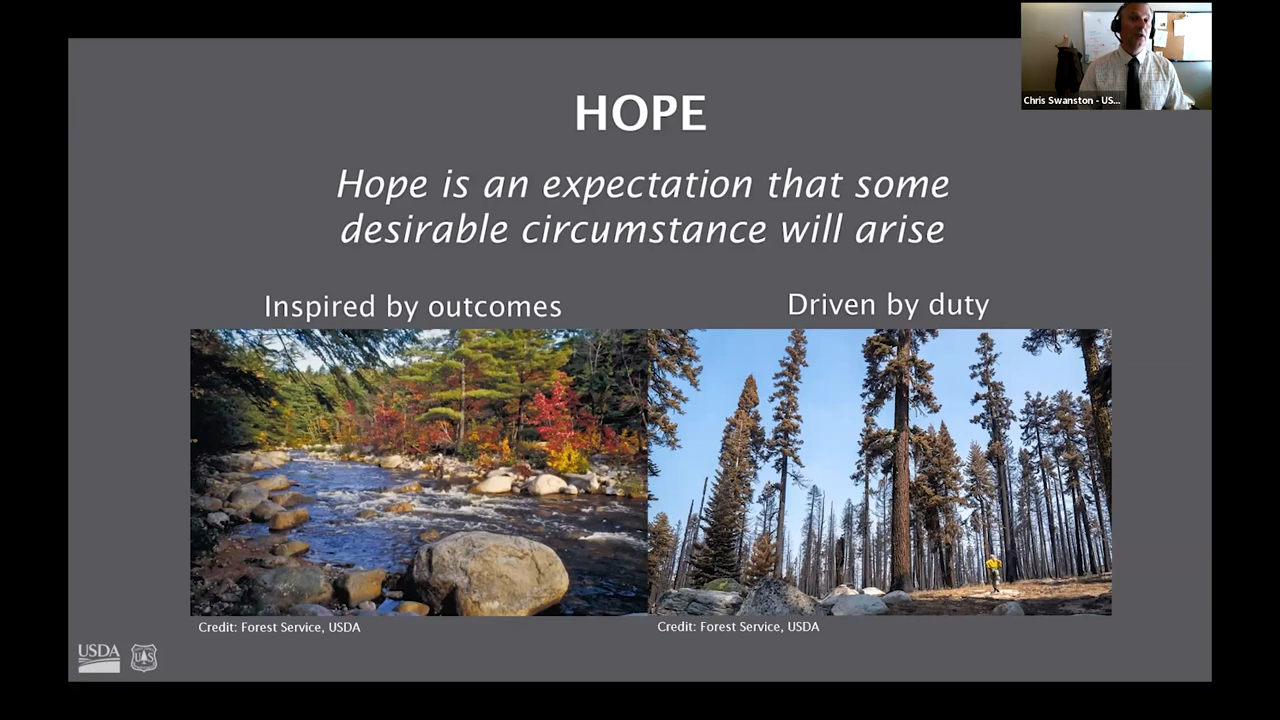 Chris Swanston - US...
HOPE
Hope is an expectation that some
desirable circumstance will arise
Inspired by outcomes
Driven by duty
Credit: Forest Service, USDA
Credit: Forest Service, USDA
USDA
U S